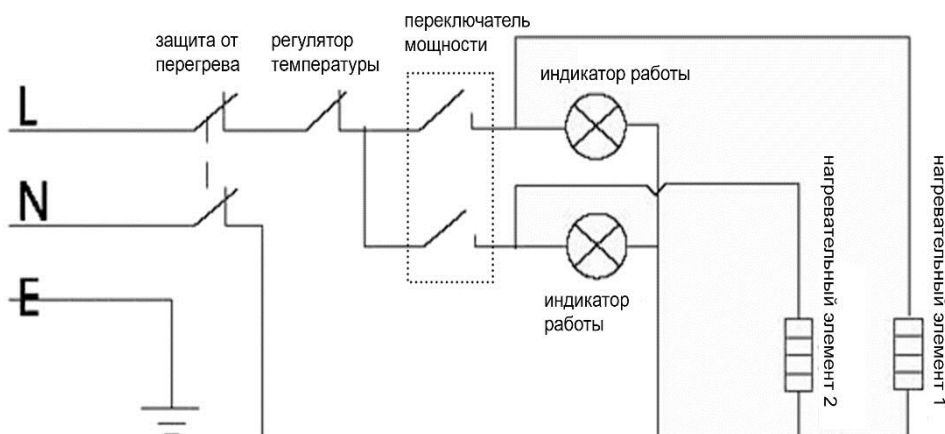 переключатель
мощности
защита от
перегрева
регулятор
температуры
индикатор работы
L
N
E
индикатор
работы
нагревательный элемент 2
нагревательный элемент 1